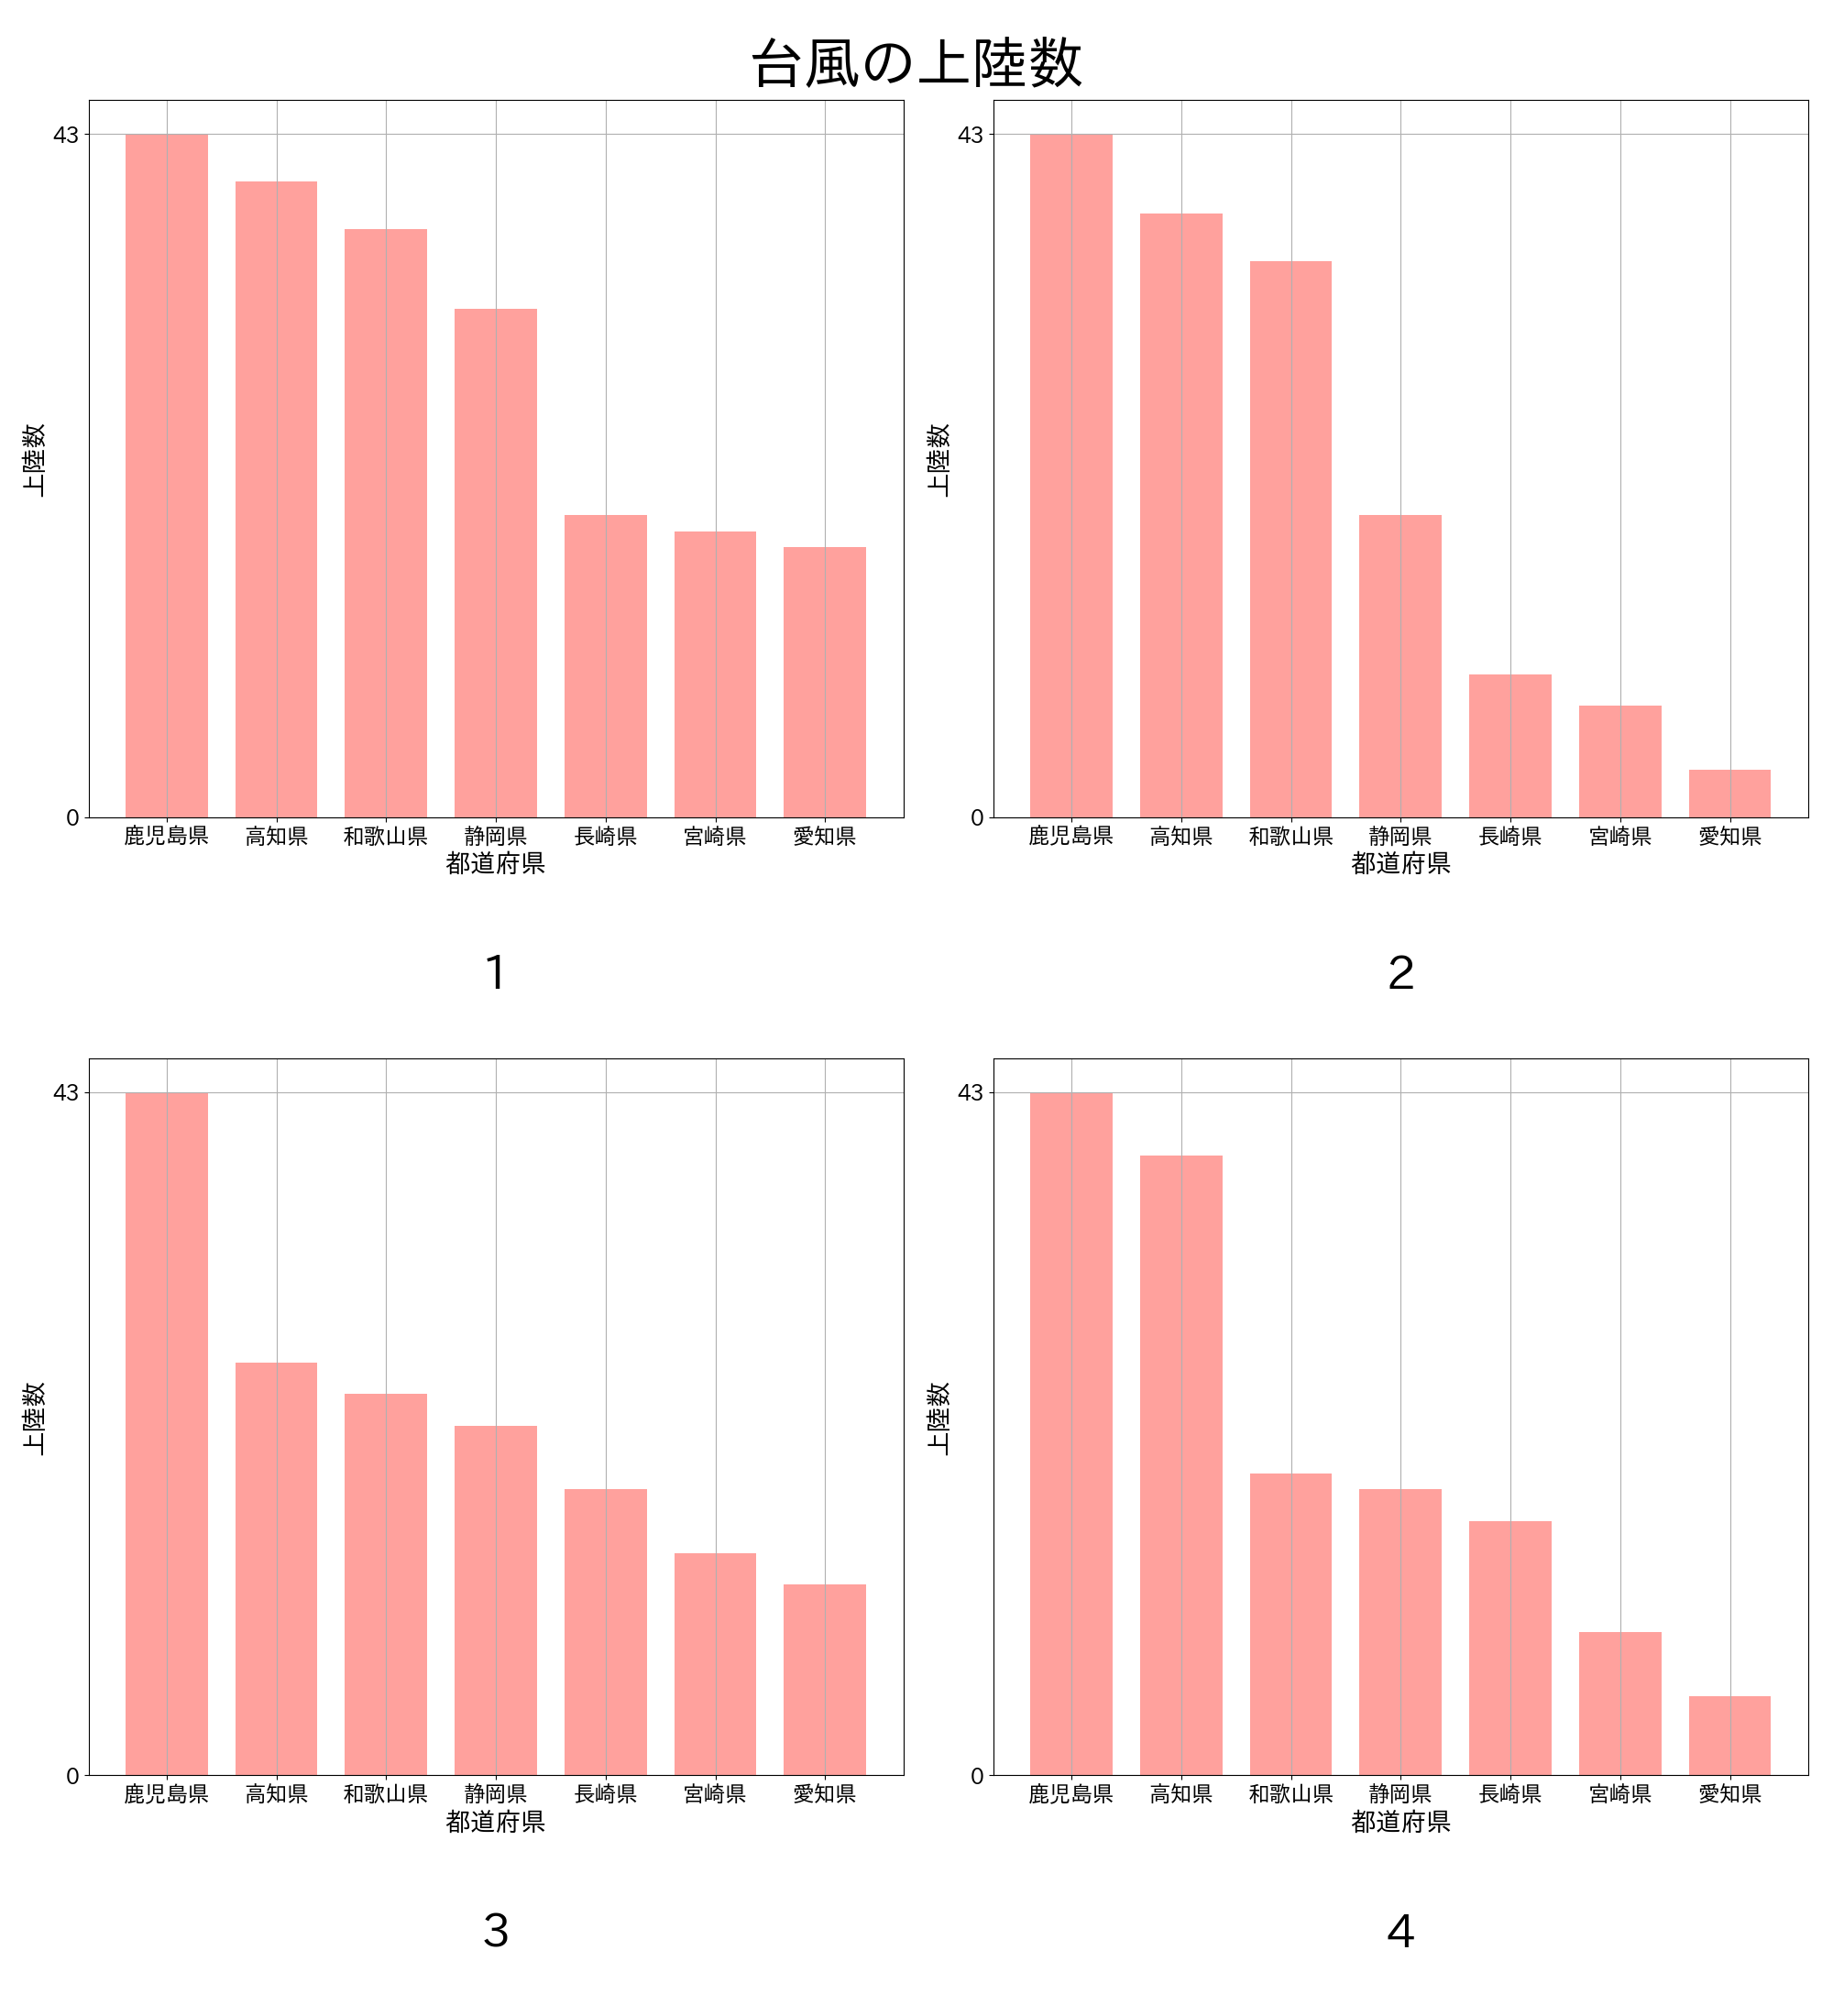 台風の上陸数
43
上陸数
0
鹿児島県 高知県 和歌山県 静岡県 長崎県 宮崎県 愛知県
都道府県
1
43
上陸数
0
鹿児島県 高知県 和歌山県 静岡県 長崎県 宮崎県 愛知県
都道府県
2
43
上陸数
0
鹿児島県 高知県 和歌山県 静岡県 長崎県 宮崎県 愛知県
都道府県
3
43
上陸数
0
鹿児島県 高知県 和歌山県 静岡県 長崎県 宮崎県 愛知県
都道府県
4